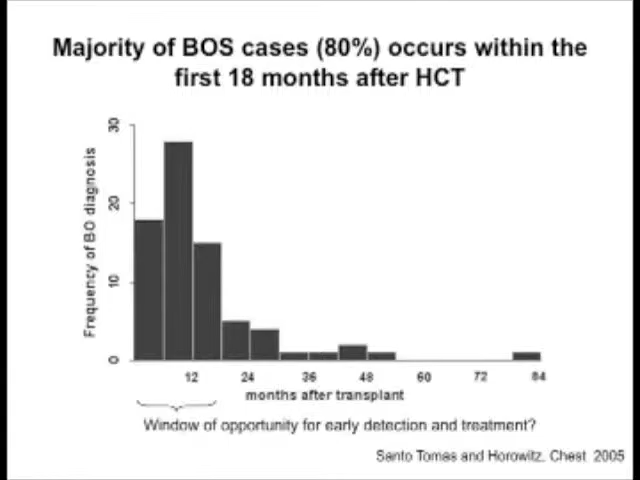 Majority of BOS cases (80%) occurs within the
first 18 months after HCT
Frequency of BO diagnosis
30
20
10
0
12 24 36 48 60 72 84
months after transplant
Window of opportunity for early detection and treatment?
Santo Tomas and Horowitz, Chest 2005